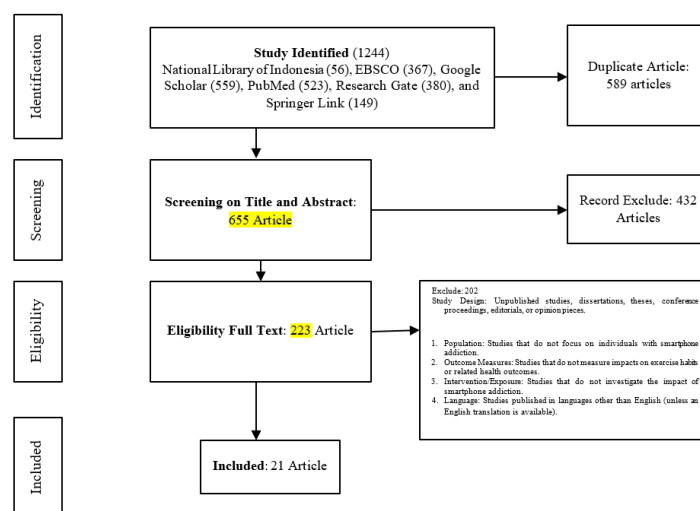 Identification
Study Identified (1244)
National Library of Indonesia (56), EBSCO (367), Google
Scholar (559), PubMed (523), Research Gate (380), and
Springer Link (149)
Duplicate Article:
589 articles
Screening
Screening on Title and Abstract:
655 Article
Record Exclude: 432
Articles
Eligibility
Eligibility Full Text: 223 Article
Exclude: 202
Study Design: Unpublished studies, dissertations, theses, conference
proceedings, editorials, or opinion pieces.
1. Population: Studies that do not focus on individuals with smartphone
addiction.
2. Outcome Measures: Studies that do not measure impacts on exercise habits
or related health outcomes.
3. Intervention/Exposure: Studies that do not investigate the impact of
smartphone addiction.
4. Language: Studies published in languages other than English (unless an
English translation is available).
Included
Included: 21 Article